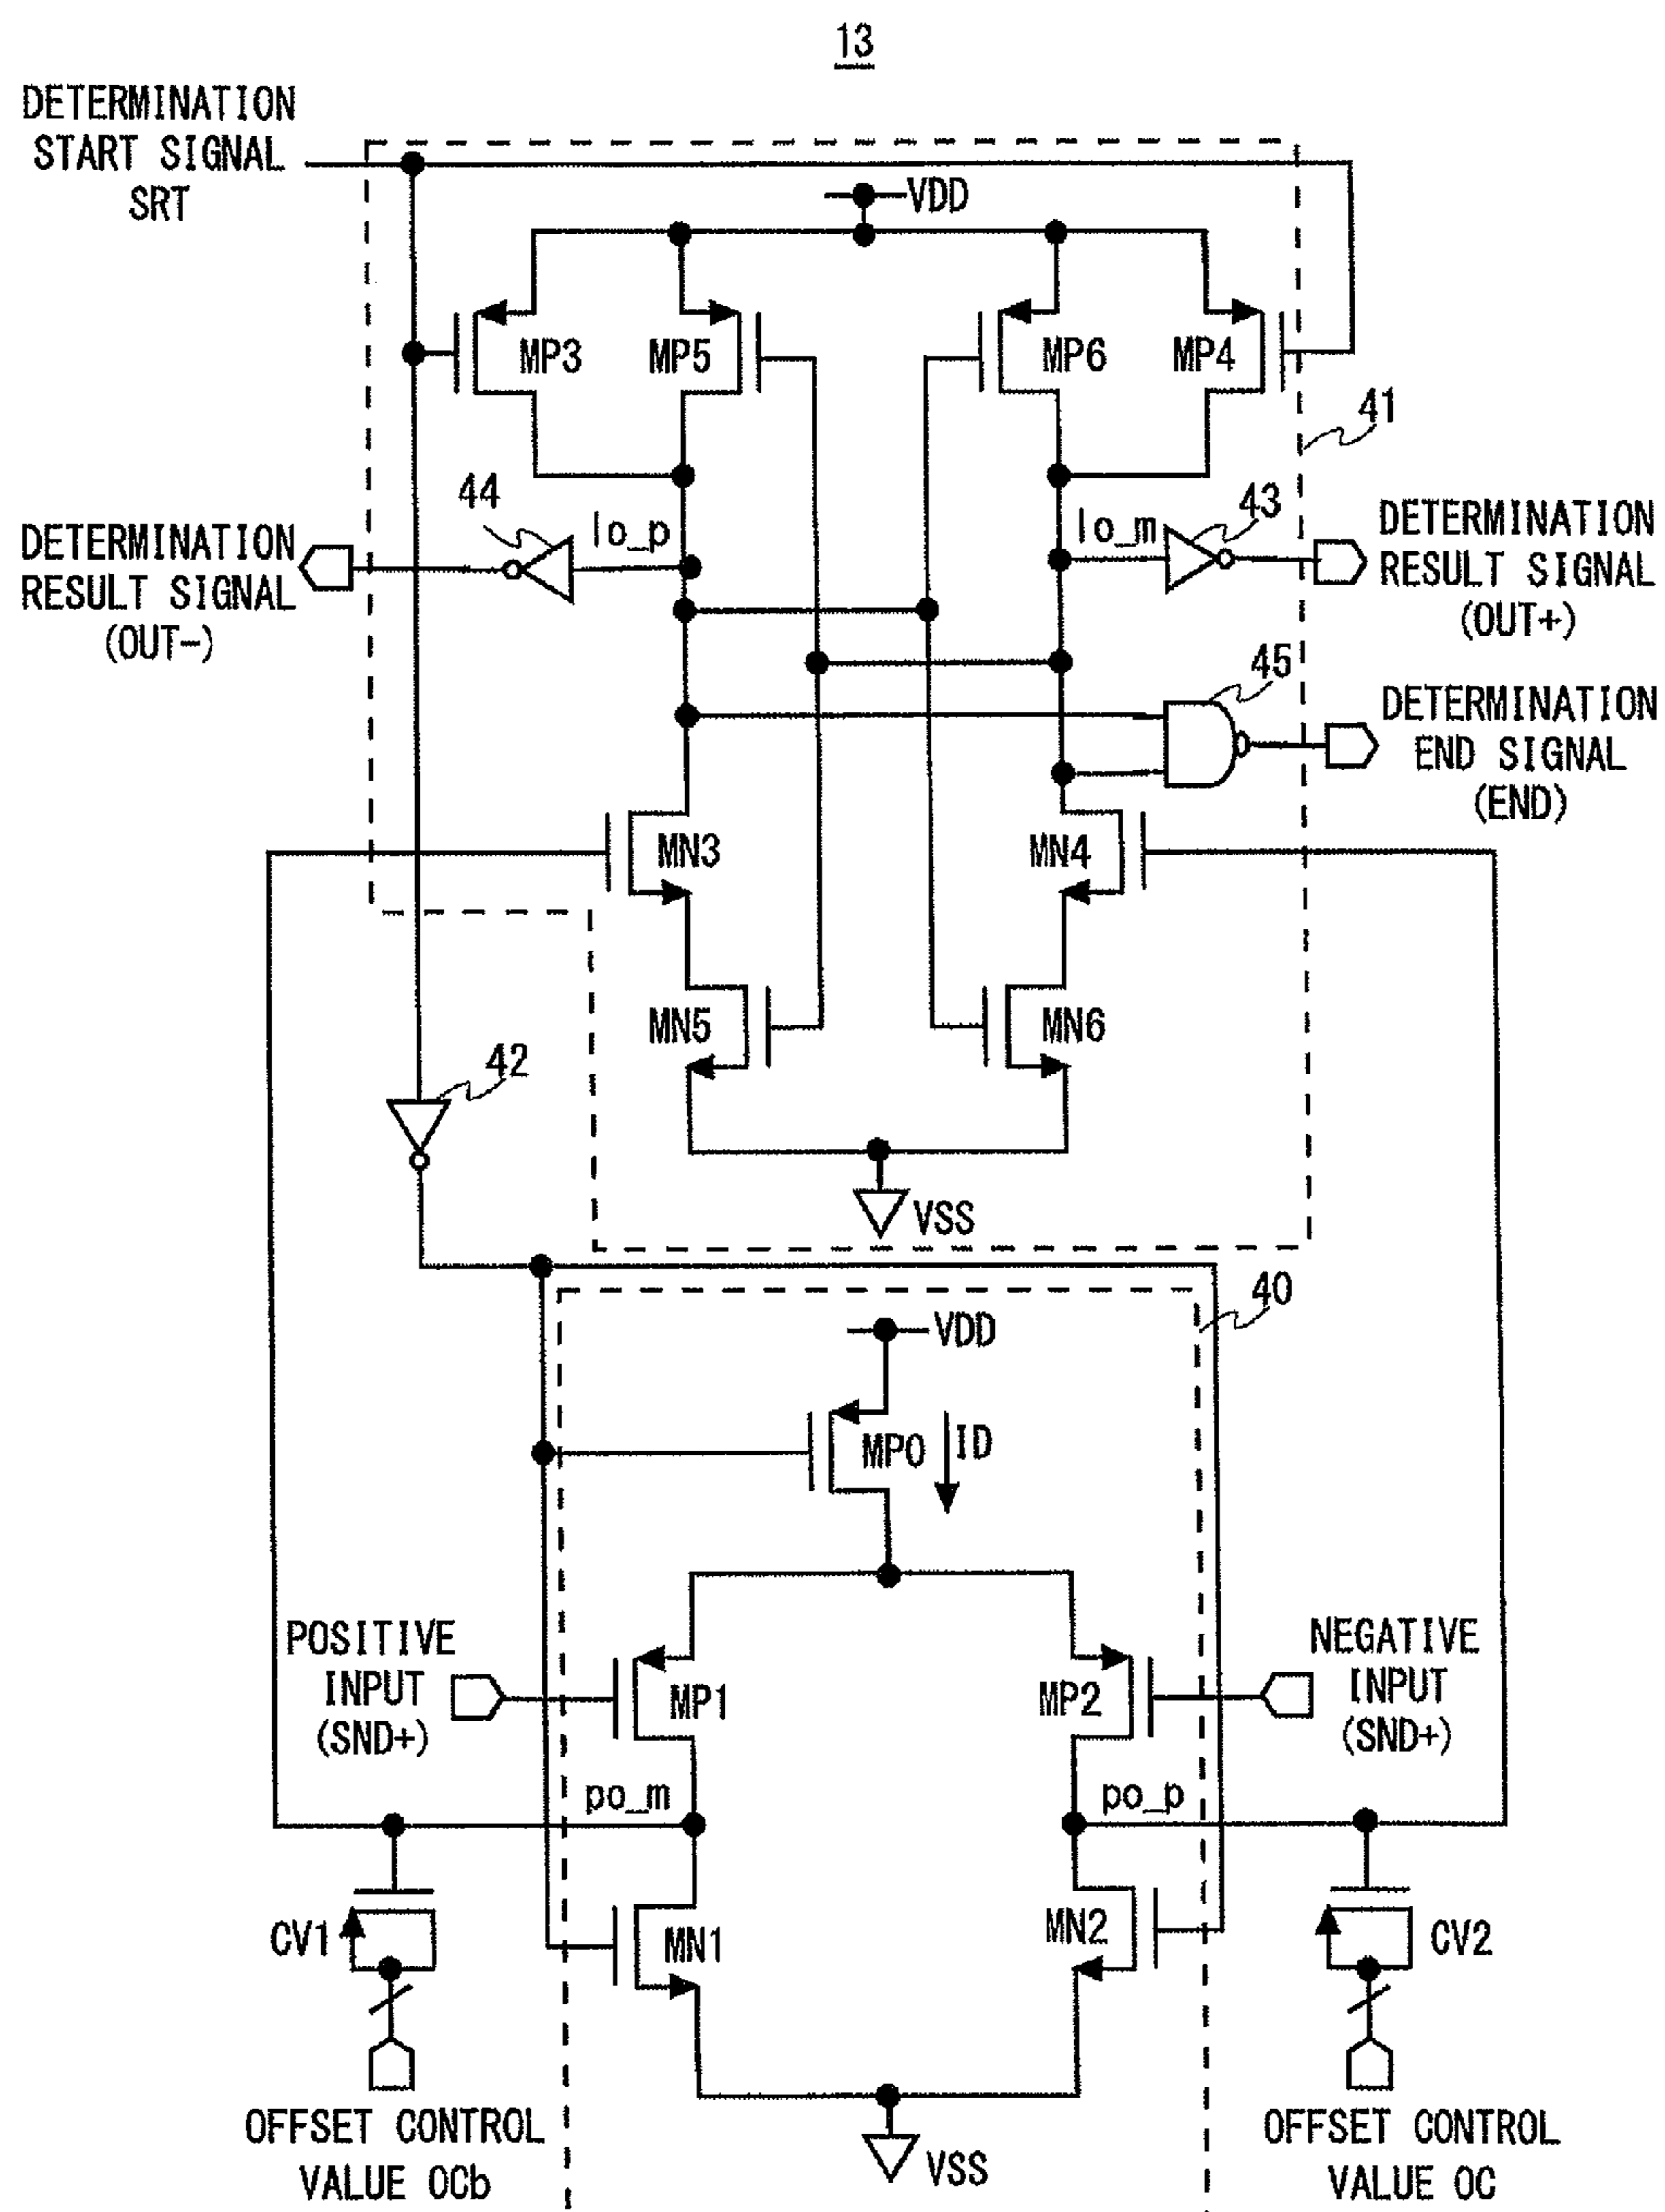 13
DETERMINATION
START SIGNAL
SRT
VDD
MP3
MP5
MP6
MP4
41
44
lo_p
lo_m
43
DETERMINATION
RESULT SIGNAL
(OUT-)
DETERMINATION
RESULT SIGNAL
(OUT+)
45
DETERMINATION
END SIGNAL
(END)
MN3
MN4
MN5
MN6
42
VSS
40
VDD
MP0
ID
POSITIVE
INPUT
(SND+)
MP1
MP2
NEGATIVE
INPUT
(SND+)
po_m
po_p
CV1
MN1
MN2
CV2
OFFSET CONTROL
VALUE OCb
VSS
OFFSET CONTROL
VALUE OC